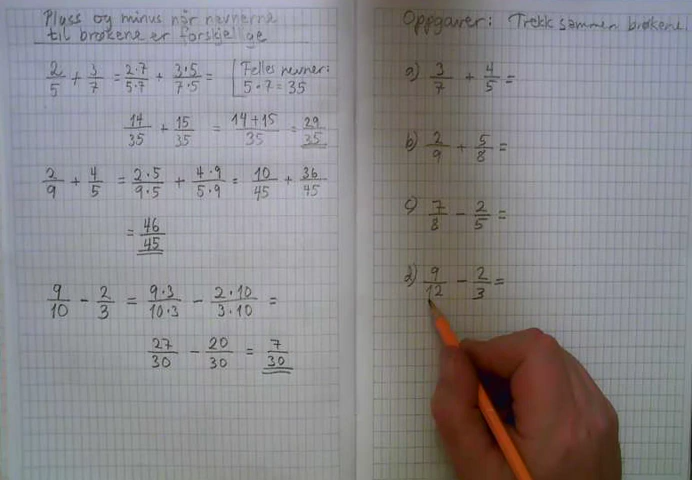 Pluss og minus når nevnerne
til brøkene er forskjellige
2/5 + 3/7 = 2·7/5·7 + 3·5/7·5 =
Felles nevner:
5·7 = 35
14/35 + 15/35 = 14+15/35 = 29/35
2/9 + 4/5 = 2·5/9·5 + 4·9/5·9 = 10/45 + 36/45
= 46/45
9/10 - 2/3 = 9·3/10·3 - 2·10/3·10 =
27/30 - 20/30 = 7/30
Oppgaver: Trekk sammen brøkene
a) 3/7 + 4/5 =
b) 2/9 + 5/8 =
c) 7/8 - 2/5 =
d) 9/12 - 2/3 =